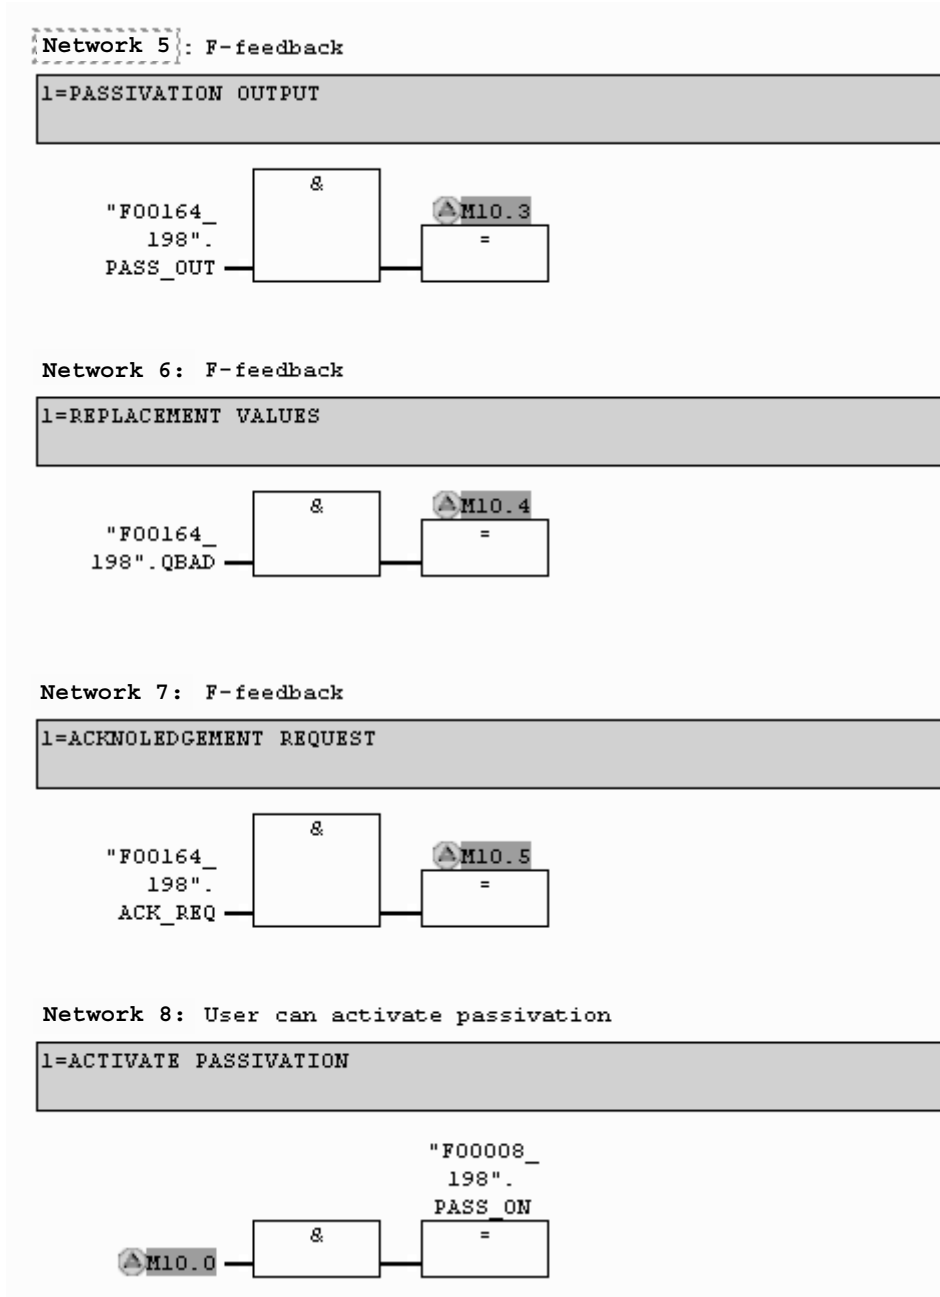 Network 5: F-feedback
1=PASSIVATION OUTPUT
&
"F00164_
198".
PASS_OUT
M10.3
=
Network 6: F-feedback
1=REPLACEMENT VALUES
&
"F00164_
198".QBAD
M10.4
=
Network 7: F-feedback
1=ACKNOLEDGEMENT REQUEST
&
"F00164_
198".
ACK_REQ
M10.5
=
Network 8: User can activate passivation
1=ACTIVATE PASSIVATION
"F00008_
198".
PASS_ON
M10.0
&
=